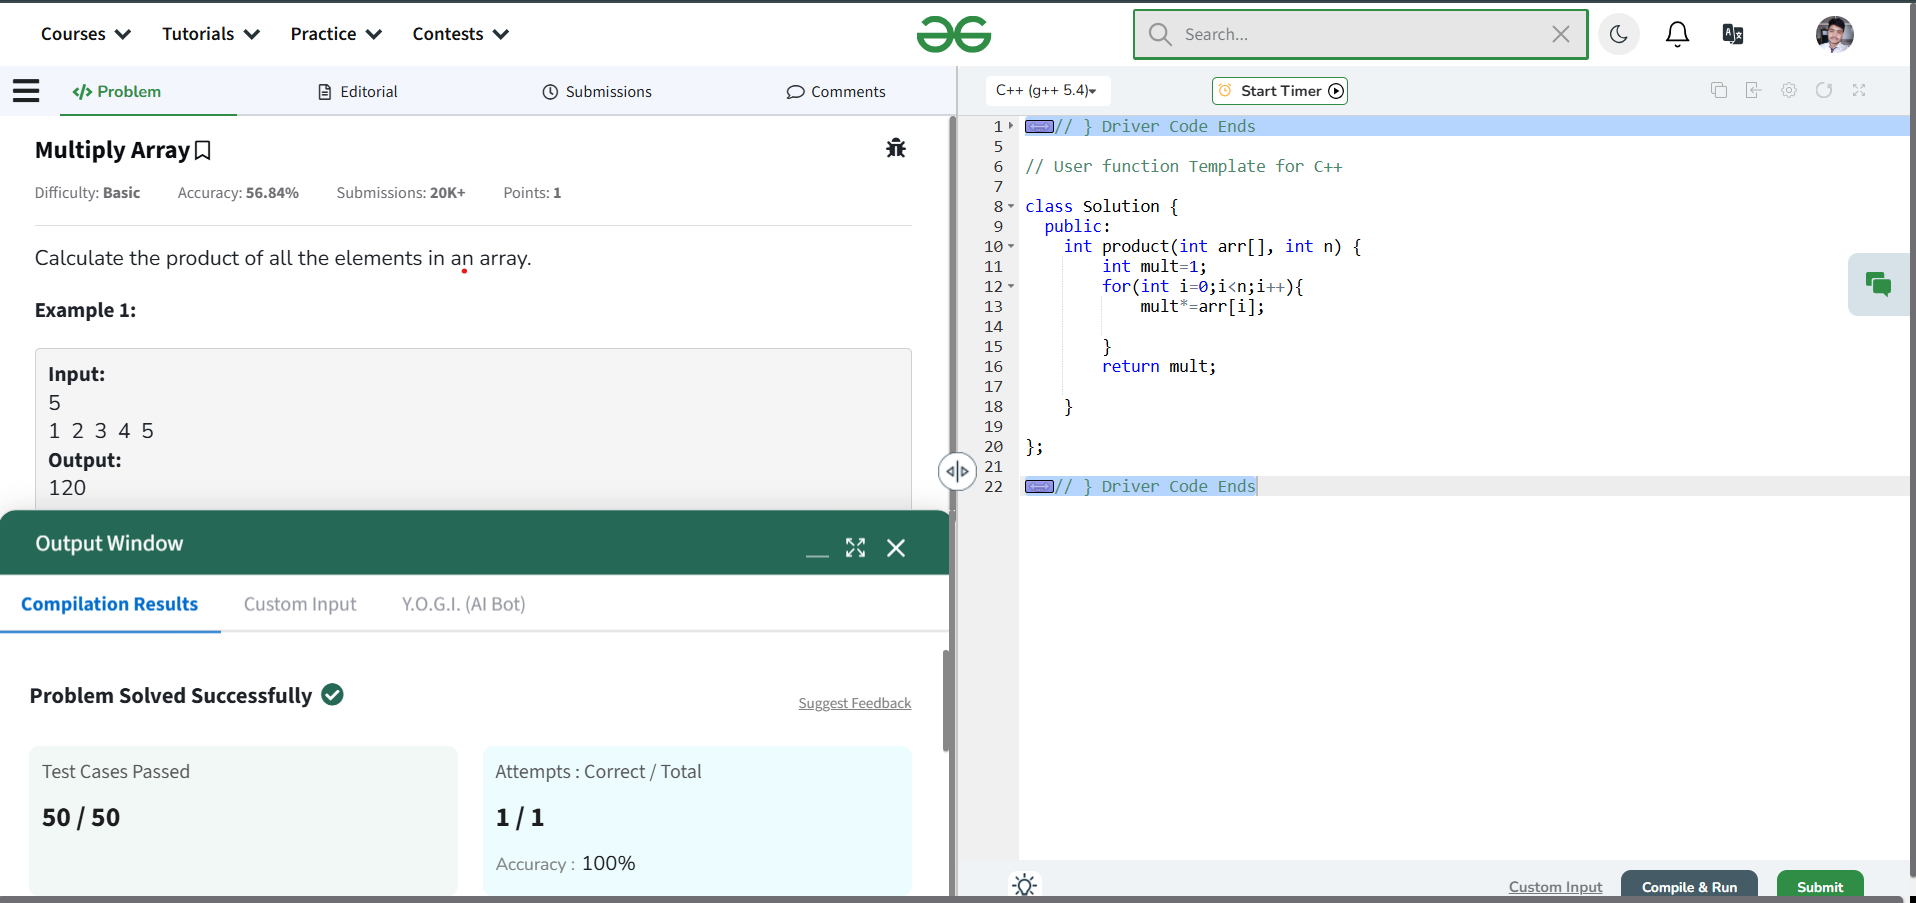 Courses Tutorials Practice Contests Search...
Problem Editorial Submissions Comments
Multiply Array
Difficulty: Basic Accuracy: 56.84% Submissions: 20K+ Points: 1
Calculate the product of all the elements in an array.
Example 1:
Input:
5
1 2 3 4 5
Output:
120
Output Window
Compilation Results Custom Input Y.O.G.I. (AI Bot)
Problem Solved Successfully
Suggest Feedback
Test Cases Passed
50 / 50
Attempts : Correct / Total
1 / 1
Accuracy : 100%
C++ (g++ 5.4) Start Timer
1 // } Driver Code Ends
5
6 // User function Template for C++
7
8 class Solution {
9 public:
10 int product(int arr[], int n) {
11 int mult=1;
12 for(int i=0;i<n;i++){
13 mult*=arr[i];
14
15 }
16 return mult;
17
18 }
19
20 };
21
22 // } Driver Code Ends
Custom Input Compile & Run Submit